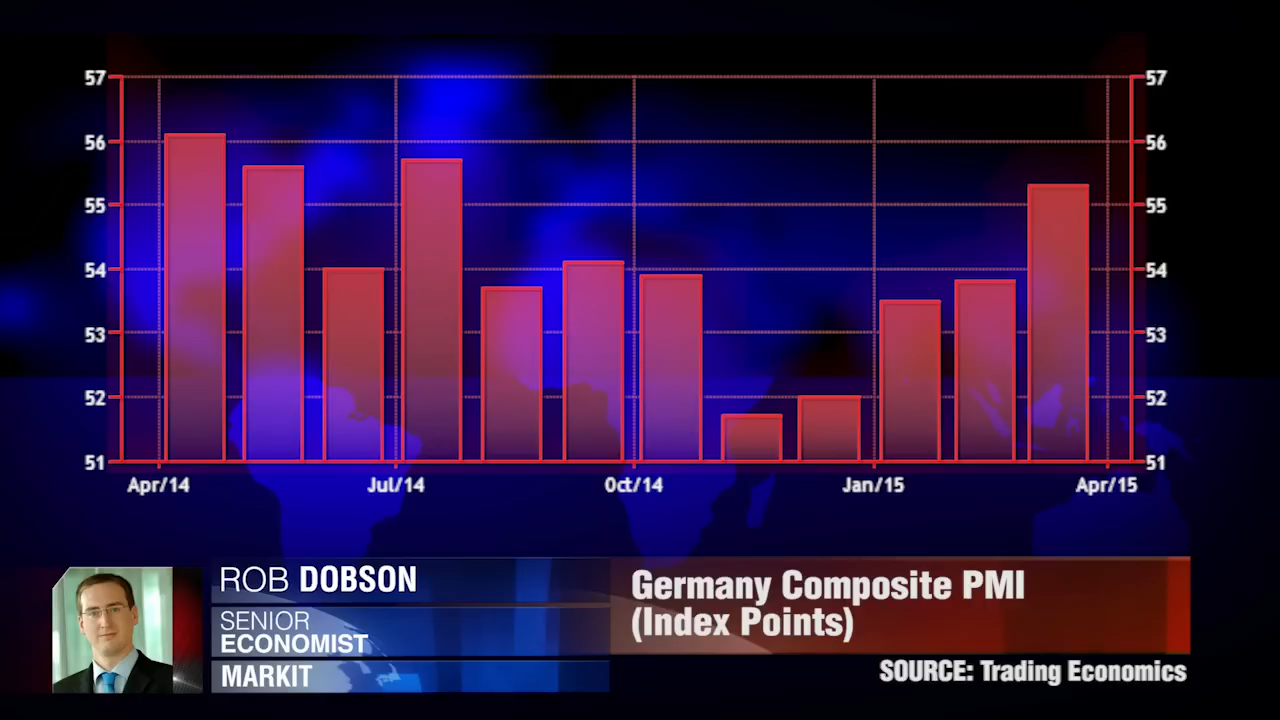 57 57
56 56
55 55
54 54
53 53
52 52
51 51
Apr/14 Jul/14 Oct/14 Jan/15 Apr/15
ROB DOBSON
SENIOR
ECONOMIST
MARKIT
Germany Composite PMI
(Index Points)
SOURCE: Trading Economics